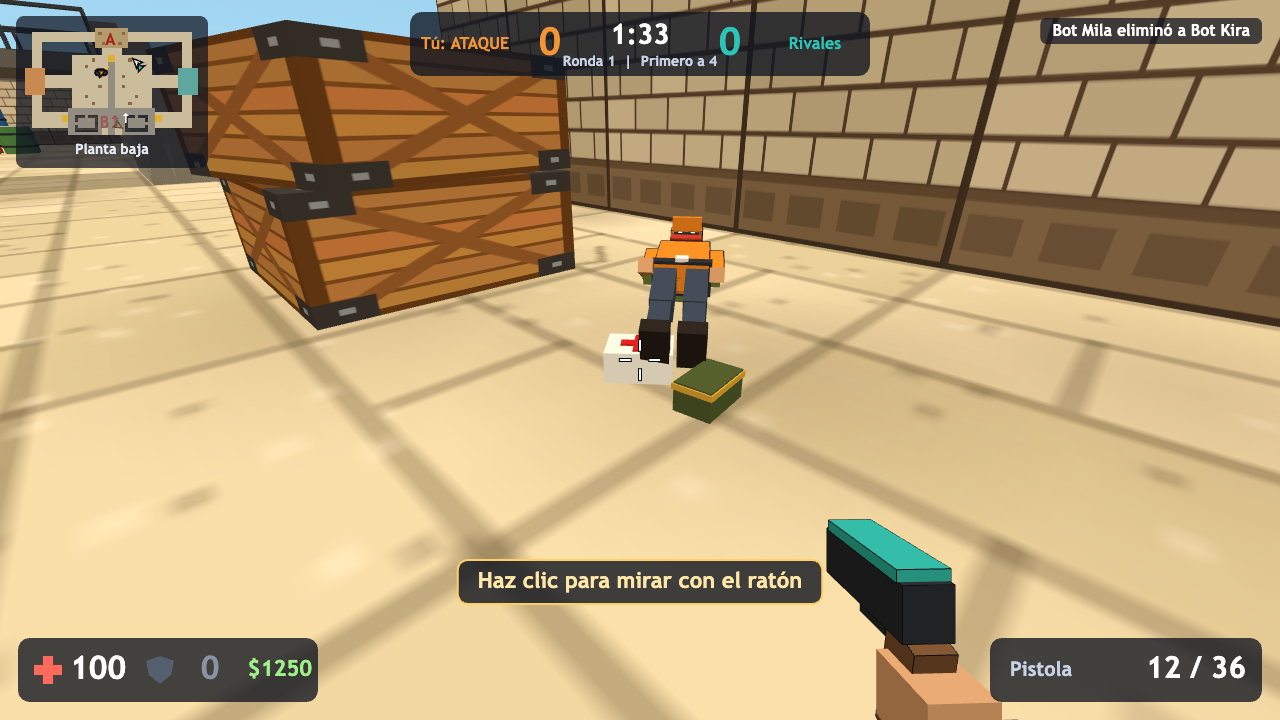 A
B
Planta baja
Tú: ATAQUE 0 1:33 0 Rivales
Ronda 1 | Primero a 4
Bot Mila eliminó a Bot Kira
Haz clic para mirar con el ratón
100 0 $1250
Pistola 12 / 36